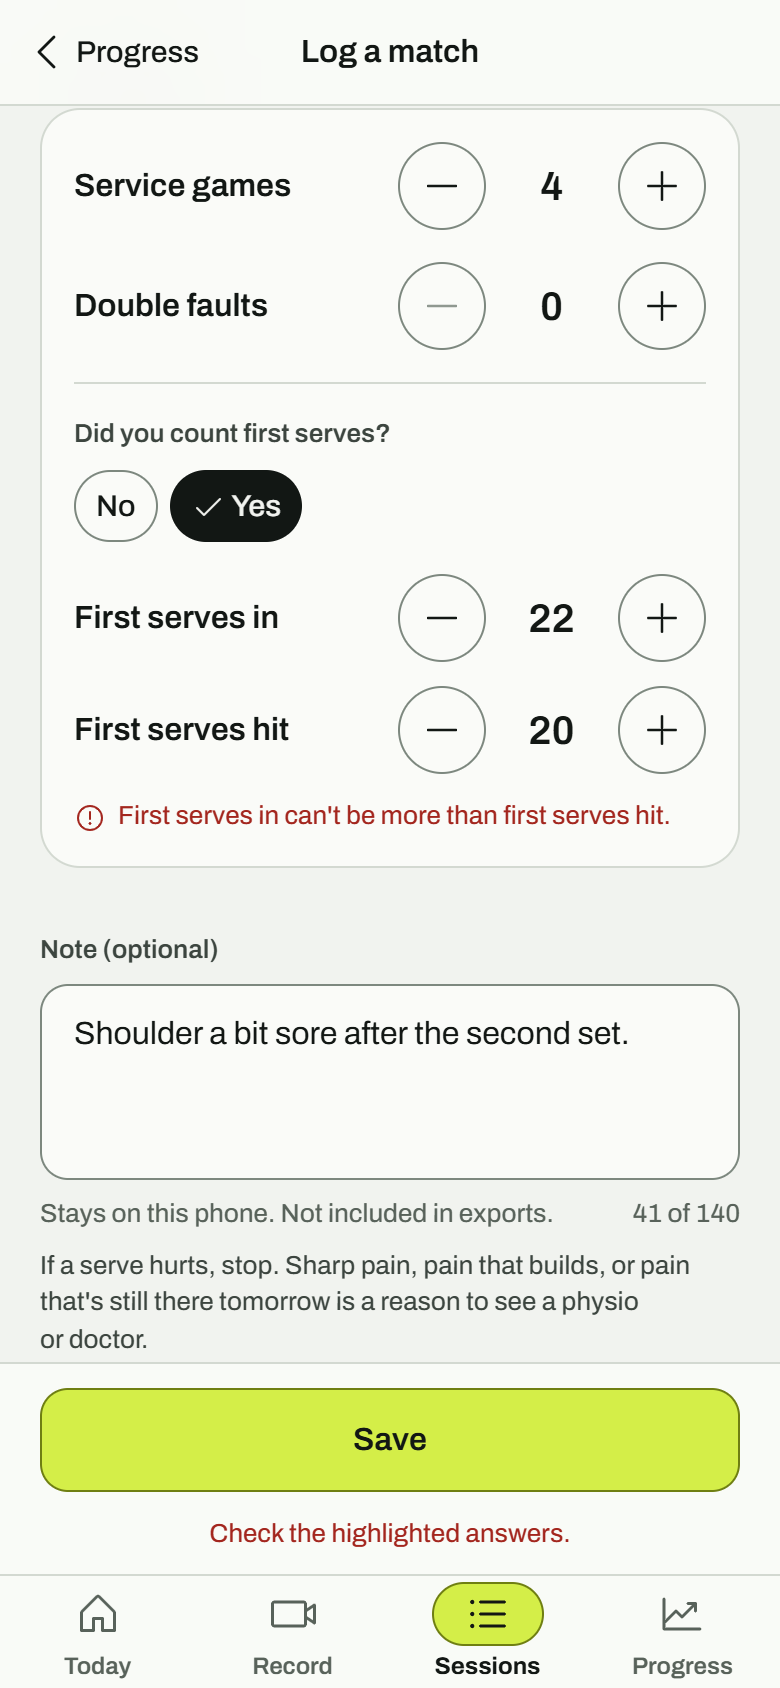 Progress
Log a match
Service games
4
Double faults
0
Did you count first serves?
No
Yes
First serves in
22
First serves hit
20
First serves in can't be more than first serves hit.
Note (optional)
Shoulder a bit sore after the second set.
Stays on this phone. Not included in exports.
41 of 140
If a serve hurts, stop. Sharp pain, pain that builds, or pain
that's still there tomorrow is a reason to see a physio
or doctor.
Save
Check the highlighted answers.
Today
Record
Sessions
Progress